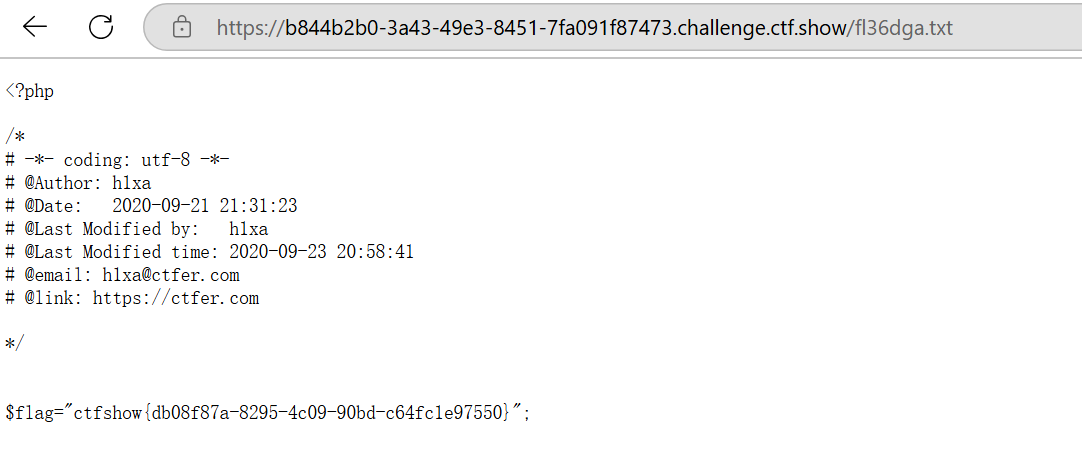 https://b844b2b0-3a43-49e3-8451-7fa091f87473.challenge.ctf.show/fl36dga.txt
<?php
/*
# -*- coding: utf-8 -*-
# @Author: h1xa
# @Date:   2020-09-21 21:31:23
# @Last Modified by:   h1xa
# @Last Modified time: 2020-09-23 20:58:41
# @email: h1xa@ctfer.com
# @link: https://ctfer.com
*/
$flag="ctfshow{db08f87a-8295-4c09-90bd-c64fc1e97550}";